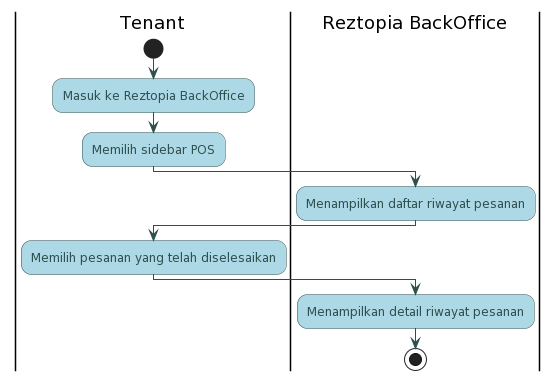 Tenant
Reztopia BackOffice
Masuk ke Reztopia BackOffice
Memilih sidebar POS
Menampilkan daftar riwayat pesanan
Memilih pesanan yang telah diselesaikan
Menampilkan detail riwayat pesanan